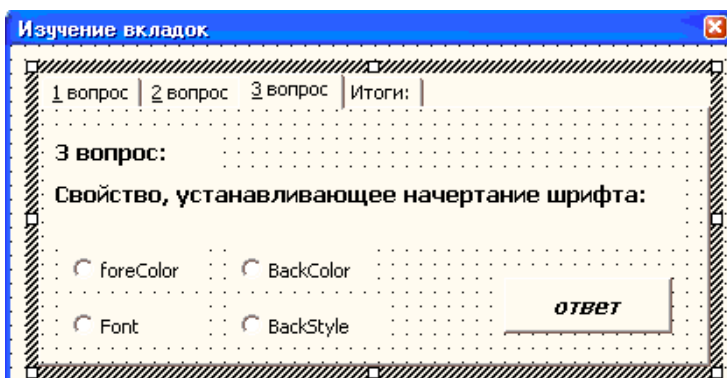 Изучение вкладок
1 вопрос 2 вопрос 3 вопрос Итоги:
3 вопрос:
Свойство, устанавливающее начертание шрифта:
foreColor BackColor
ответ
Font BackStyle